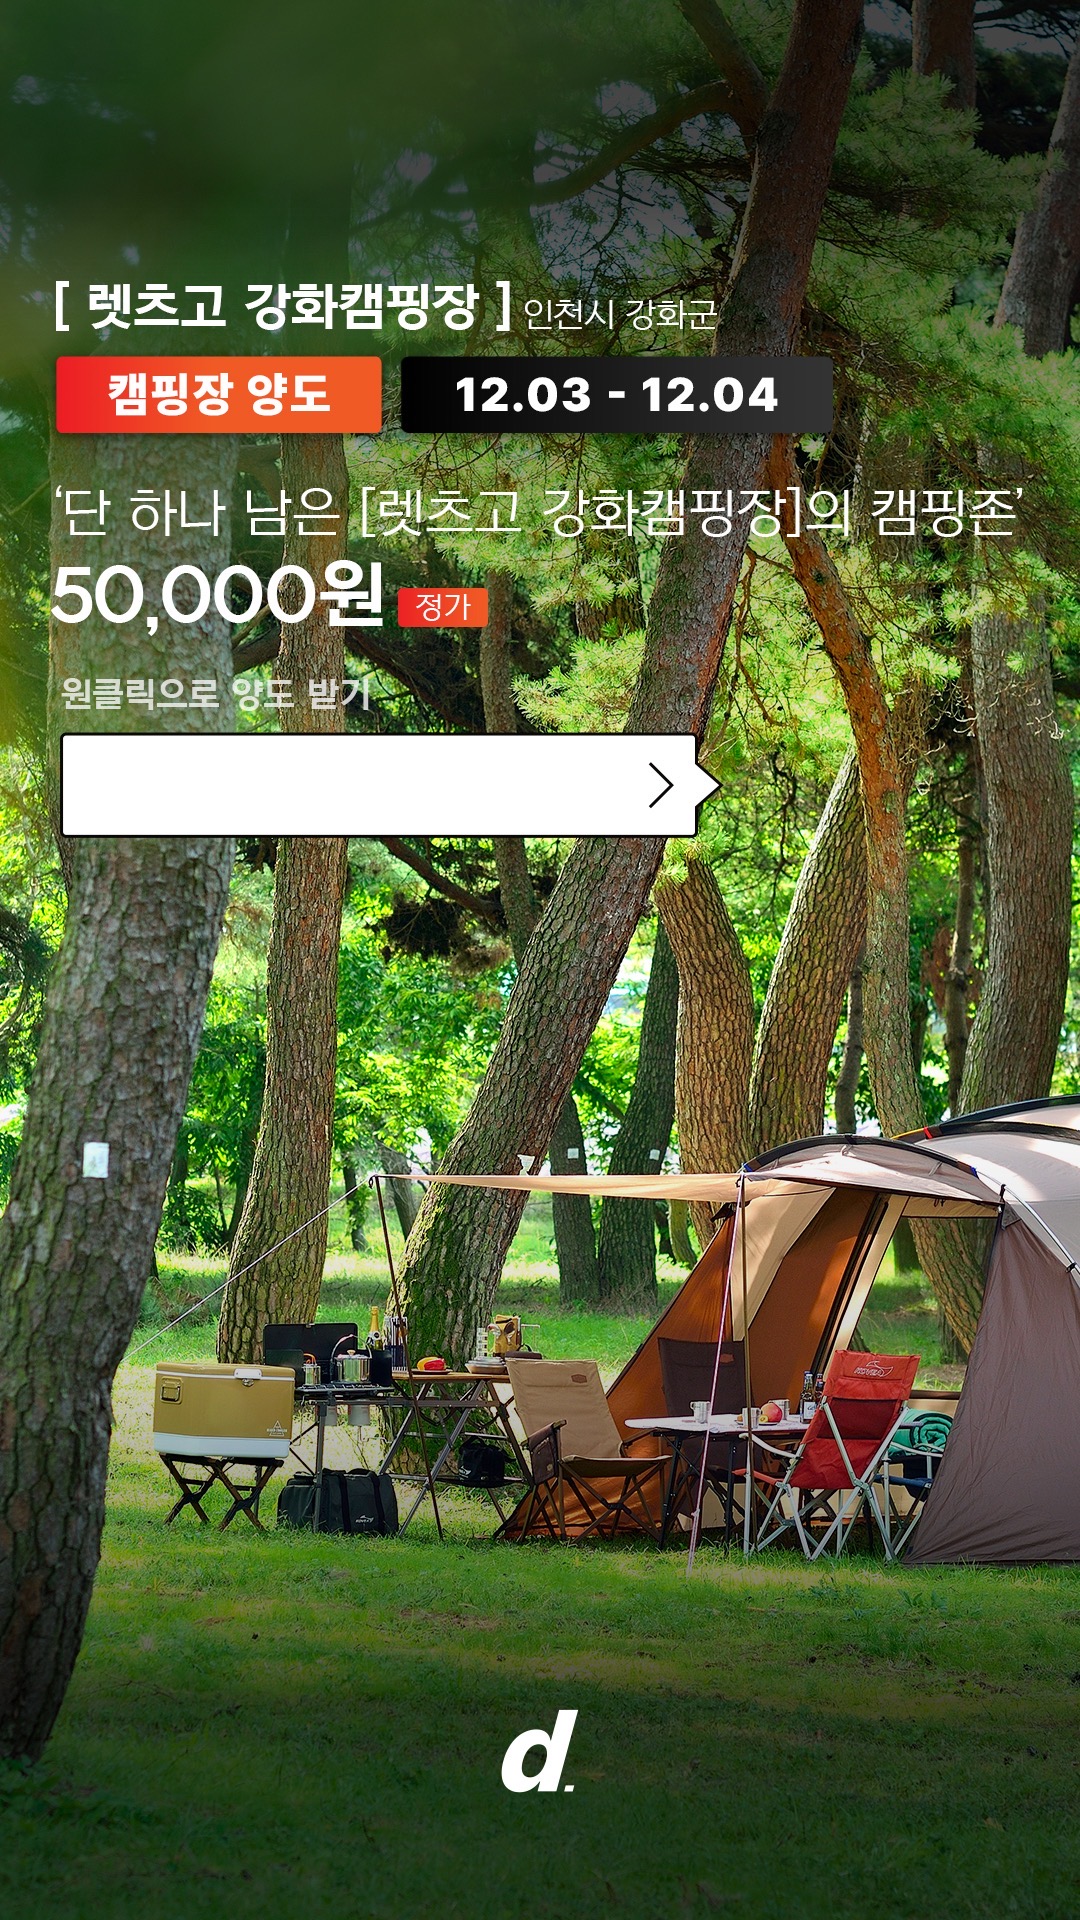 [ 렛츠고 강화캠핑장 ] 인천시 강화군
캠핑장 양도 12.03 - 12.04
‘단 하나 남은 [렛츠고 강화캠핑장]의 캠핑존’
50,000원 정가
원클릭으로 양도 받기
KOVEA
KOVEA
d.